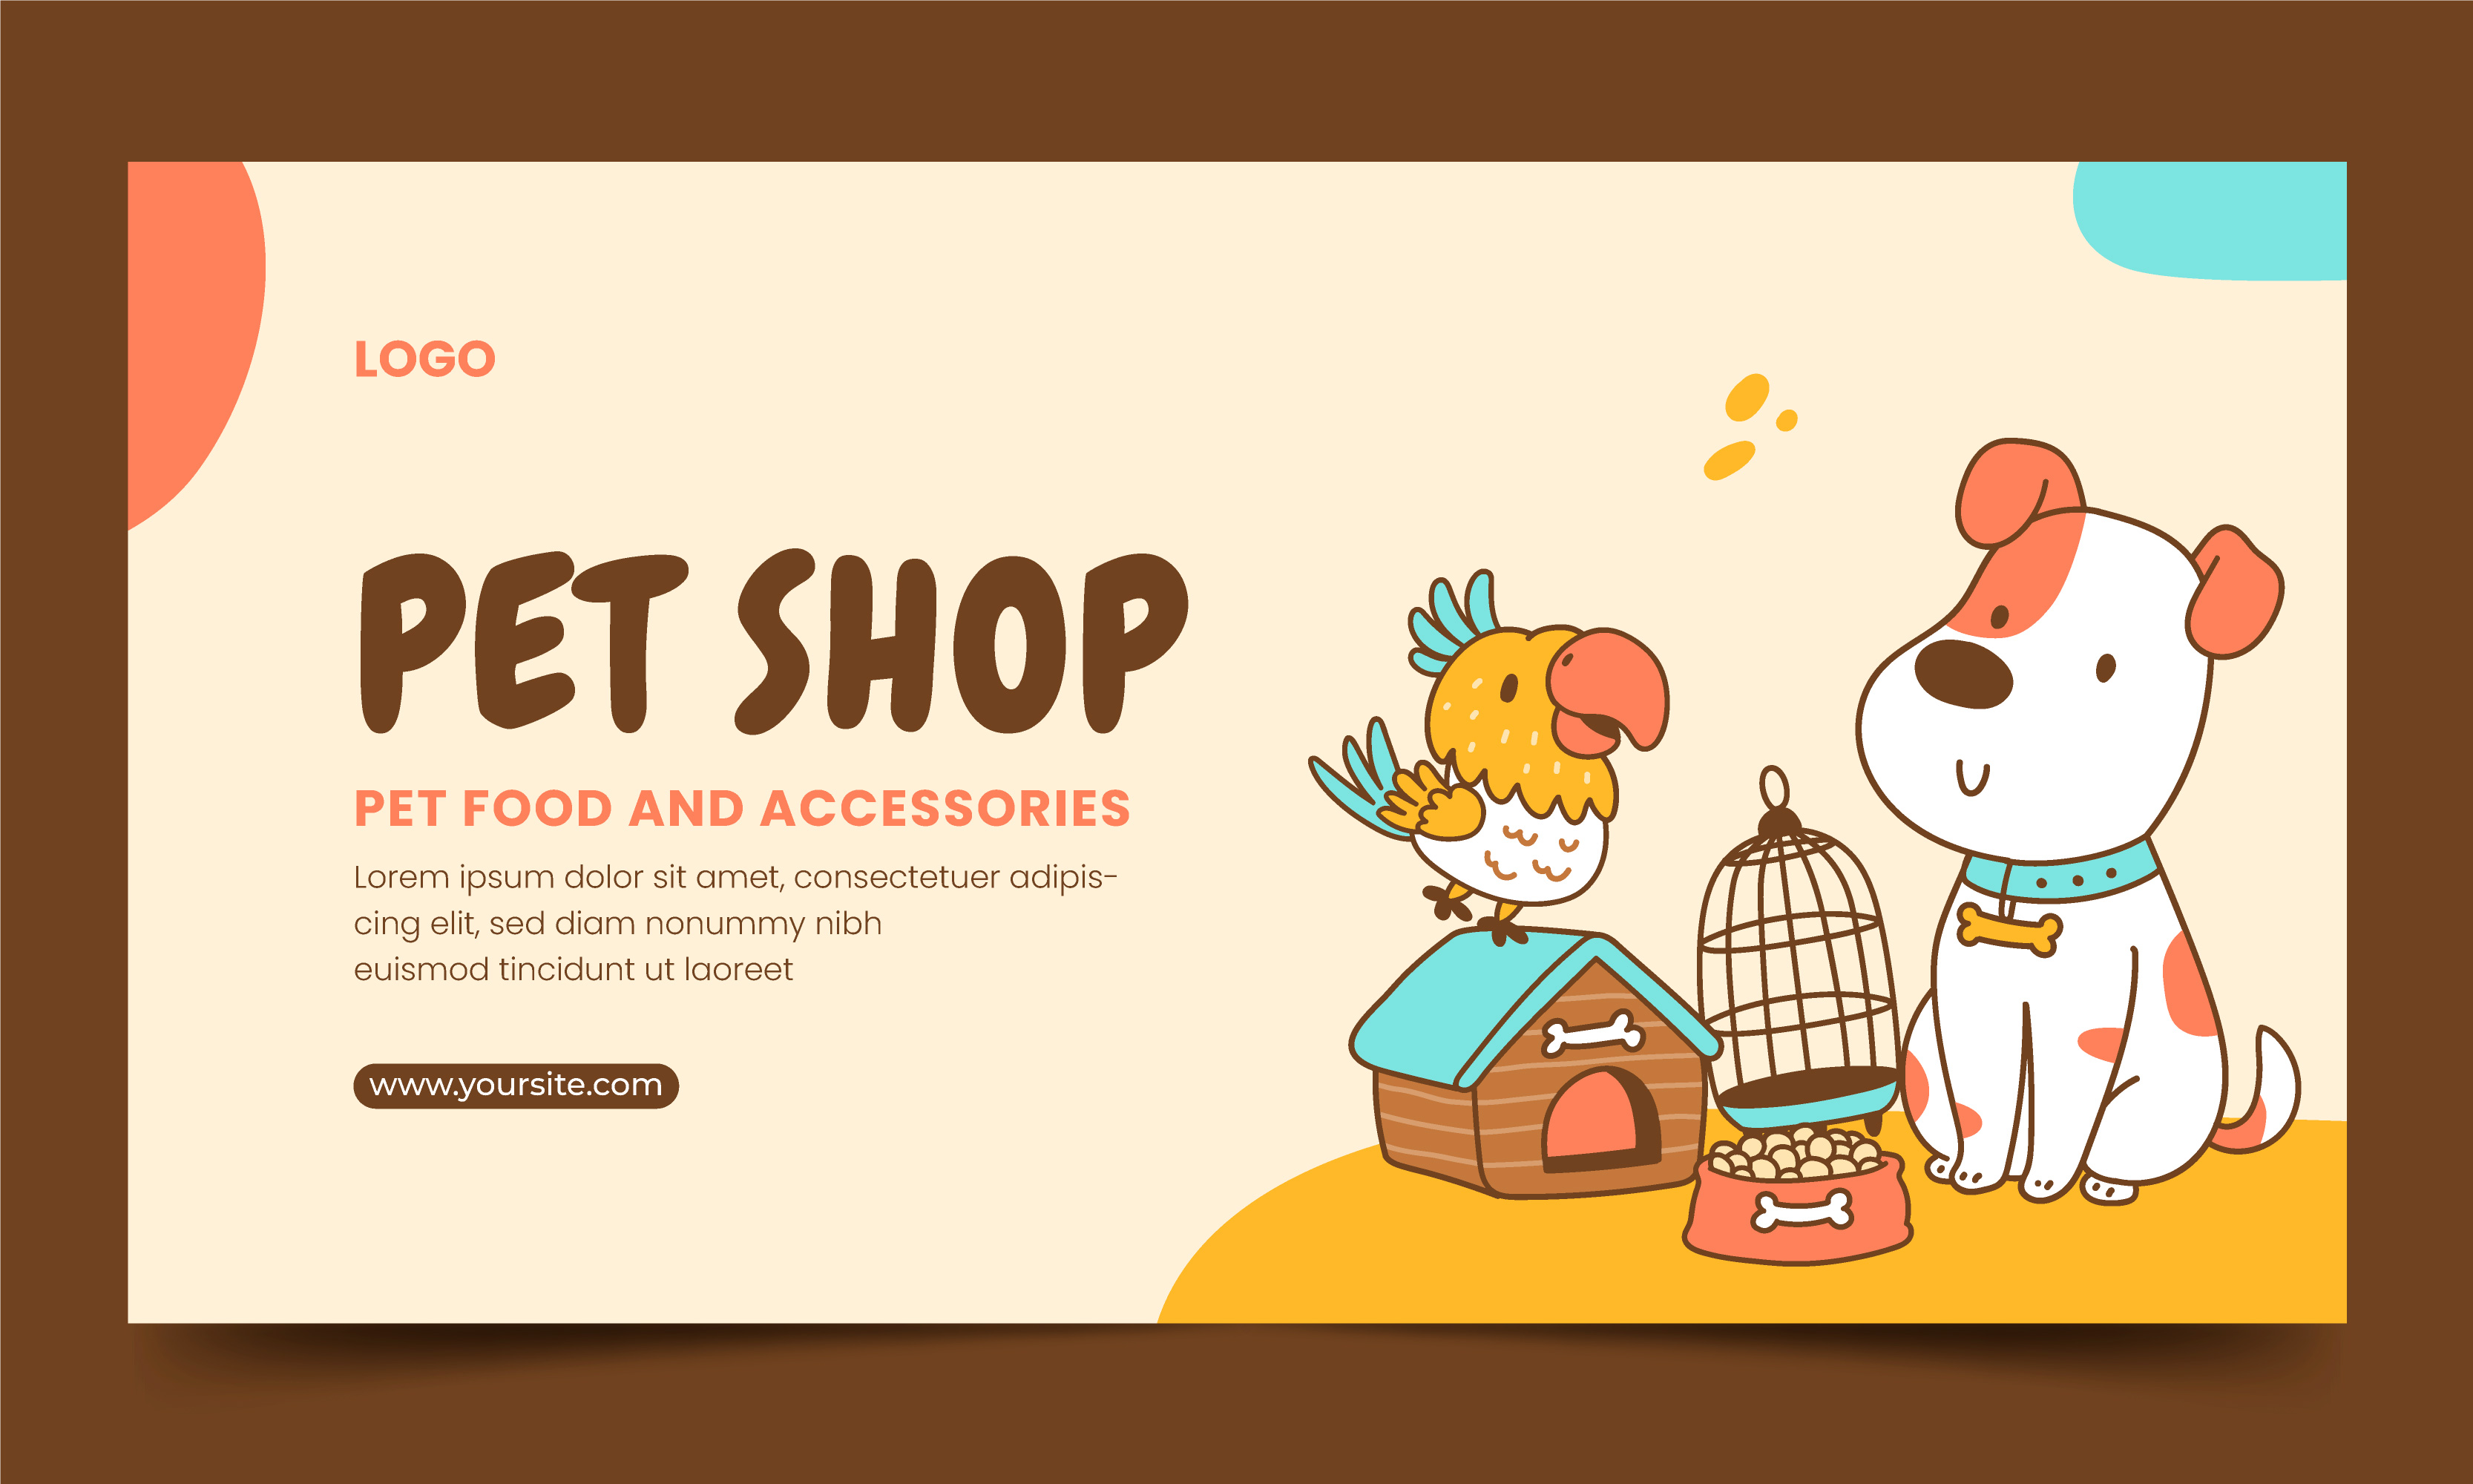 LOGO
PET SHOP
PET FOOD AND ACCESSORIES
Lorem ipsum dolor sit amet, consectetuer adipis-
cing elit, sed diam nonummy nibh
euismod tincidunt ut laoreet
www.yoursite.com